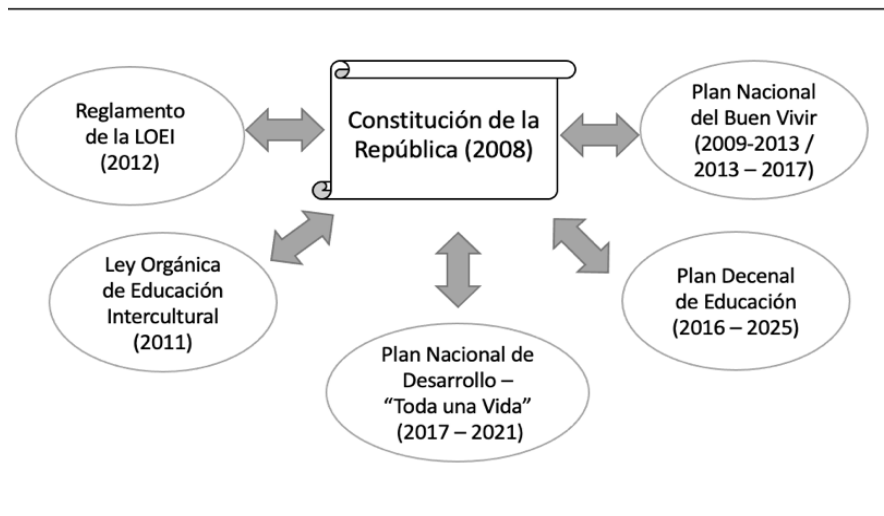 Reglamento
de la LOEI
(2012)
Constitución de la
República (2008)
Plan Nacional
del Buen Vivir
(2009-2013 /
2013 – 2017)
Ley Orgánica
de Educación
Intercultural
(2011)
Plan Nacional de
Desarrollo –
“Toda una Vida”
(2017 – 2021)
Plan Decenal
de Educación
(2016 – 2025)